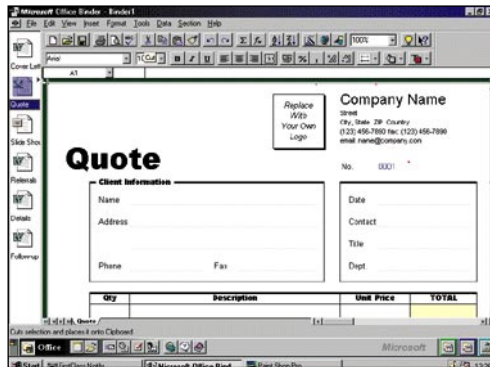 Microsoft Office Binder - Binder1
File Edit View Insert Format Tools Data Section Help
100%
Arial
Cut
A1
Cover Lett
Quote
Slide Shou
Referrals
Details
Follow-up
Replace
With
Your Own
Logo
Company Name
Street
City, State ZIP Country
(123) 456-7890 fax (123) 456-7890
email name@company.com
Quote
No. 0001
Client Information
Name
Address
Phone Fax
Date
Contact
Title
Dept
Qty Description Unit Price TOTAL
Quote
Cuts selection and places it onto Clipboard
Office
Microsoft
Start
Microsoft Office Bind
Paint Shop Pro